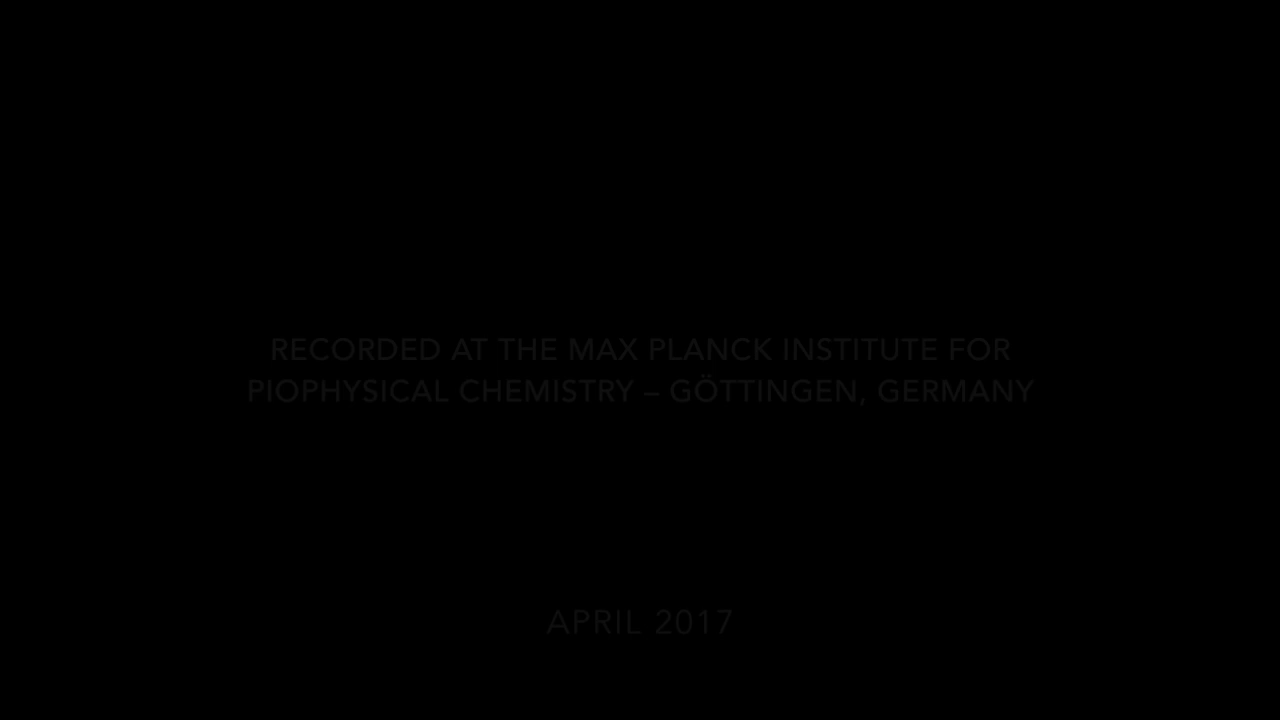 RECORDED AT THE MAX PLANCK INSTITUTE FOR
PIOPHYSICAL CHEMISTRY – GÖTTINGEN, GERMANY
APRIL 2017